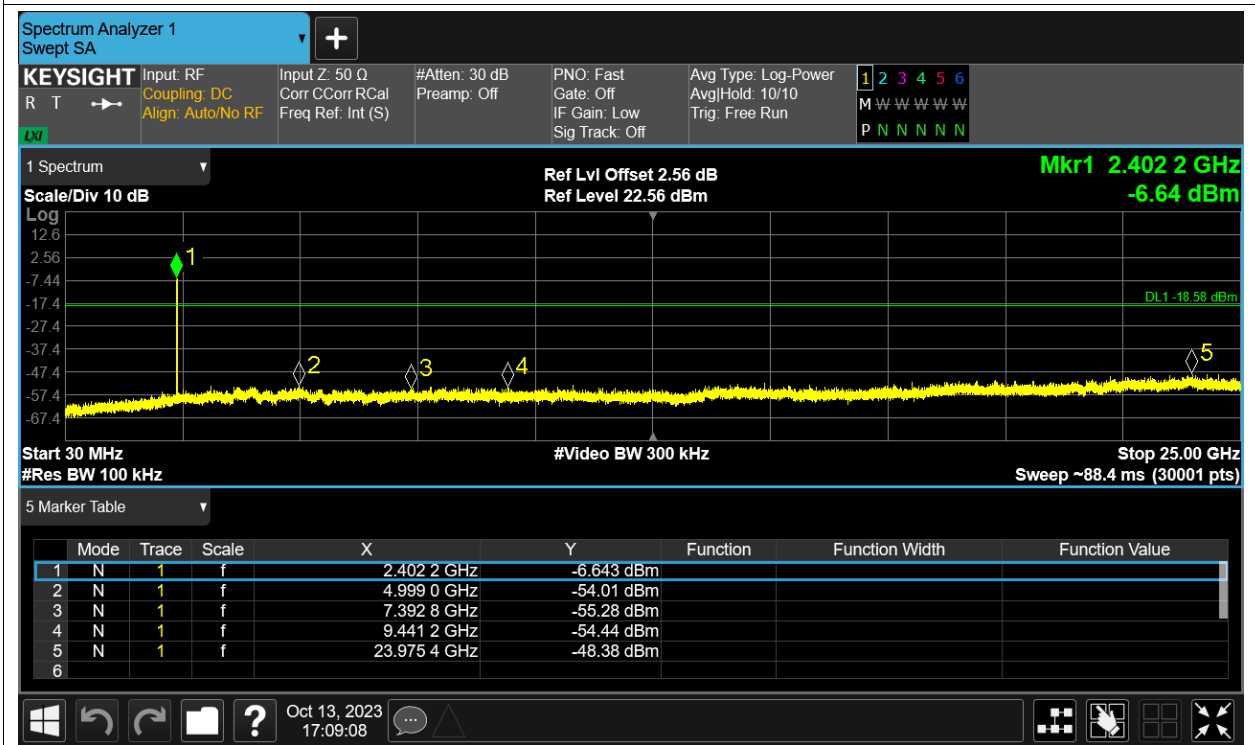 Spectrum Analyzer 1
Swept SA
+
KEYSIGHT
R T
LXI
Input: RF
Coupling: DC
Align: Auto/No RF
Input Z: 50 Ω
Corr CCorr RCal
Freq Ref: Int (S)
#Atten: 30 dB
Preamp: Off
PNO: Fast
Gate: Off
IF Gain: Low
Sig Track: Off
Avg Type: Log-Power
Avg|Hold: 10/10
Trig: Free Run
1 2 3 4 5 6
M W W W W W
P N N N N N
1 Spectrum
Scale/Div 10 dB
Ref Lvl Offset 2.56 dB
Ref Level 22.56 dBm
Mkr1 2.402 2 GHz
-6.64 dBm
Log
12.6
2.56
-7.44
-17.4
-27.4
-37.4
-47.4
-57.4
-67.4
1
2
3
4
5
DL1 -18.58 dBm
Start 30 MHz
#Video BW 300 kHz
Stop 25.00 GHz
#Res BW 100 kHz
Sweep ~88.4 ms (30001 pts)
5 Marker Table
Mode Trace Scale X Y Function Function Width Function Value
1 N 1 f 2.402 2 GHz -6.643 dBm
2 N 1 f 4.999 0 GHz -54.01 dBm
3 N 1 f 7.392 8 GHz -55.28 dBm
4 N 1 f 9.441 2 GHz -54.44 dBm
5 N 1 f 23.975 4 GHz -48.38 dBm
6
?
Oct 13, 2023
17:09:08